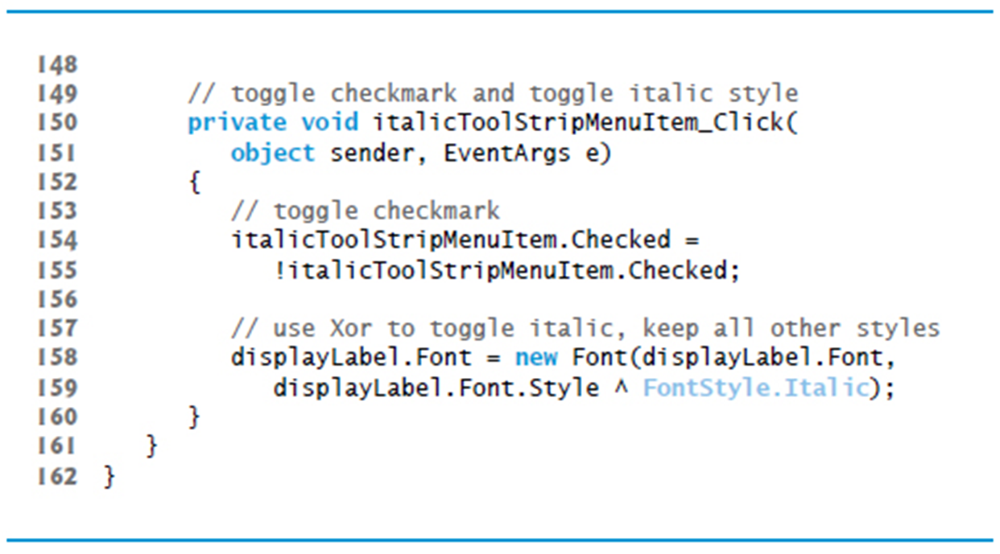 148
149 // toggle checkmark and toggle italic style
150 private void italicToolStripMenuItem_Click(
151 object sender, EventArgs e)
152 {
153 // toggle checkmark
154 italicToolStripMenuItem.Checked =
155 !italicToolStripMenuItem.Checked;
156
157 // use Xor to toggle italic, keep all other styles
158 displayLabel.Font = new Font(displayLabel.Font,
159 displayLabel.Font.Style ^ FontStyle.Italic);
160 }
161 }
162 }